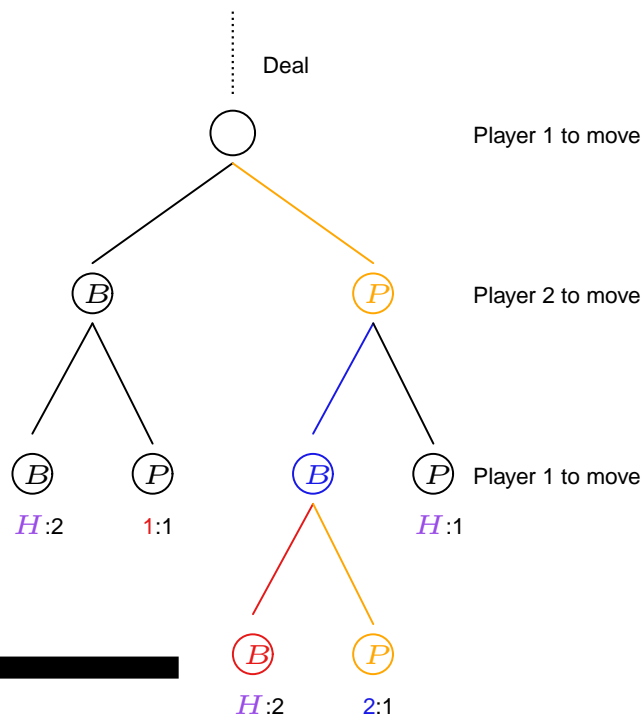 Deal
Player 1 to move
B P Player 2 to move
B P B P Player 1 to move
H:2 1:1 H:1
B P
H:2 2:1